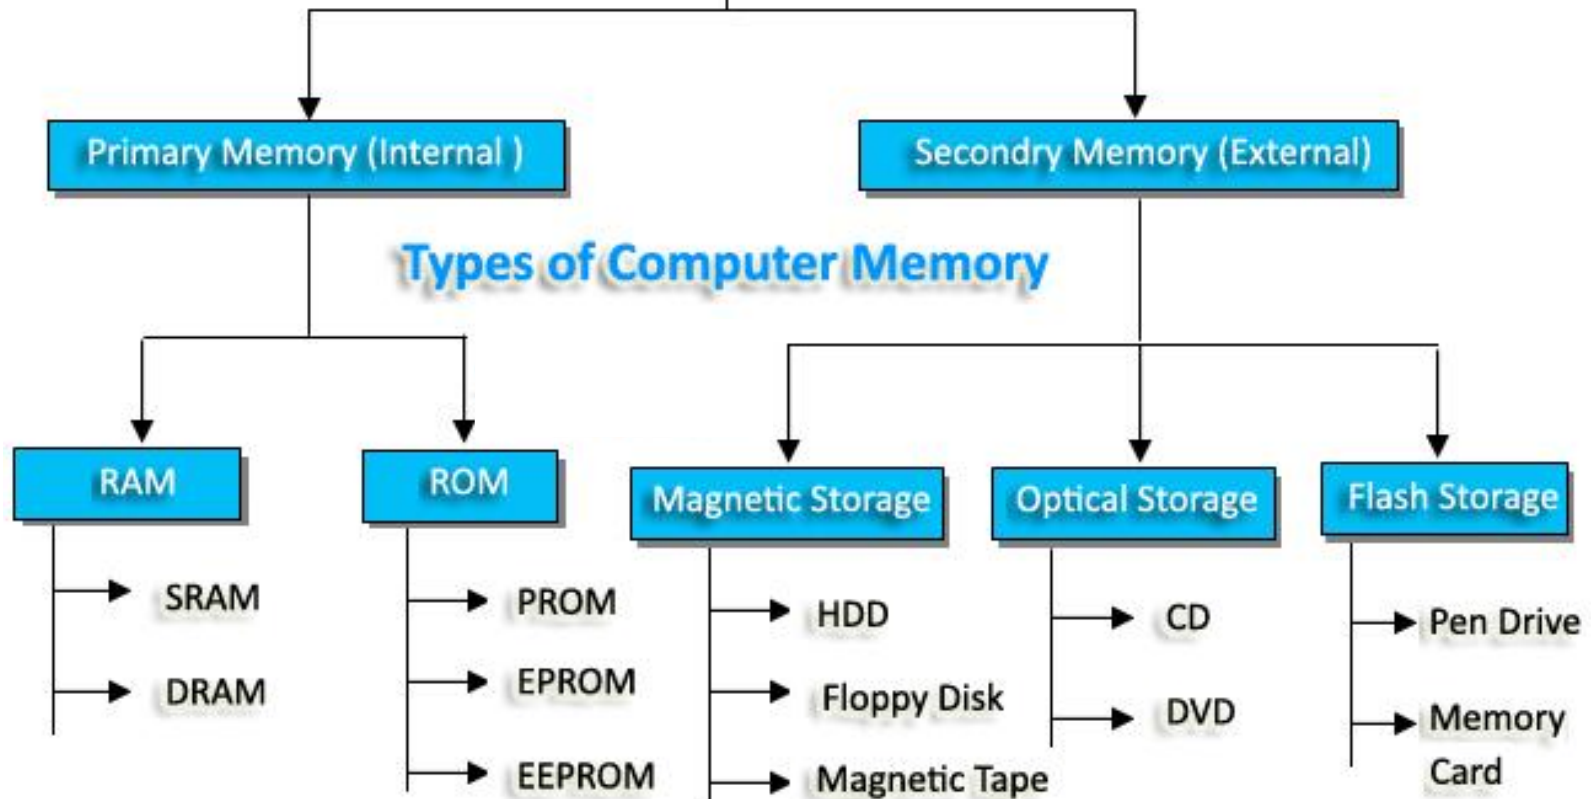 Primary Memory (Internal )
Secondry Memory (External)
Types of Computer Memory
RAM
ROM
Magnetic Storage
Optical Storage
Flash Storage
SRAM
DRAM
PROM
EPROM
EEPROM
HDD
Floppy Disk
Magnetic Tape
CD
DVD
Pen Drive
Memory
Card